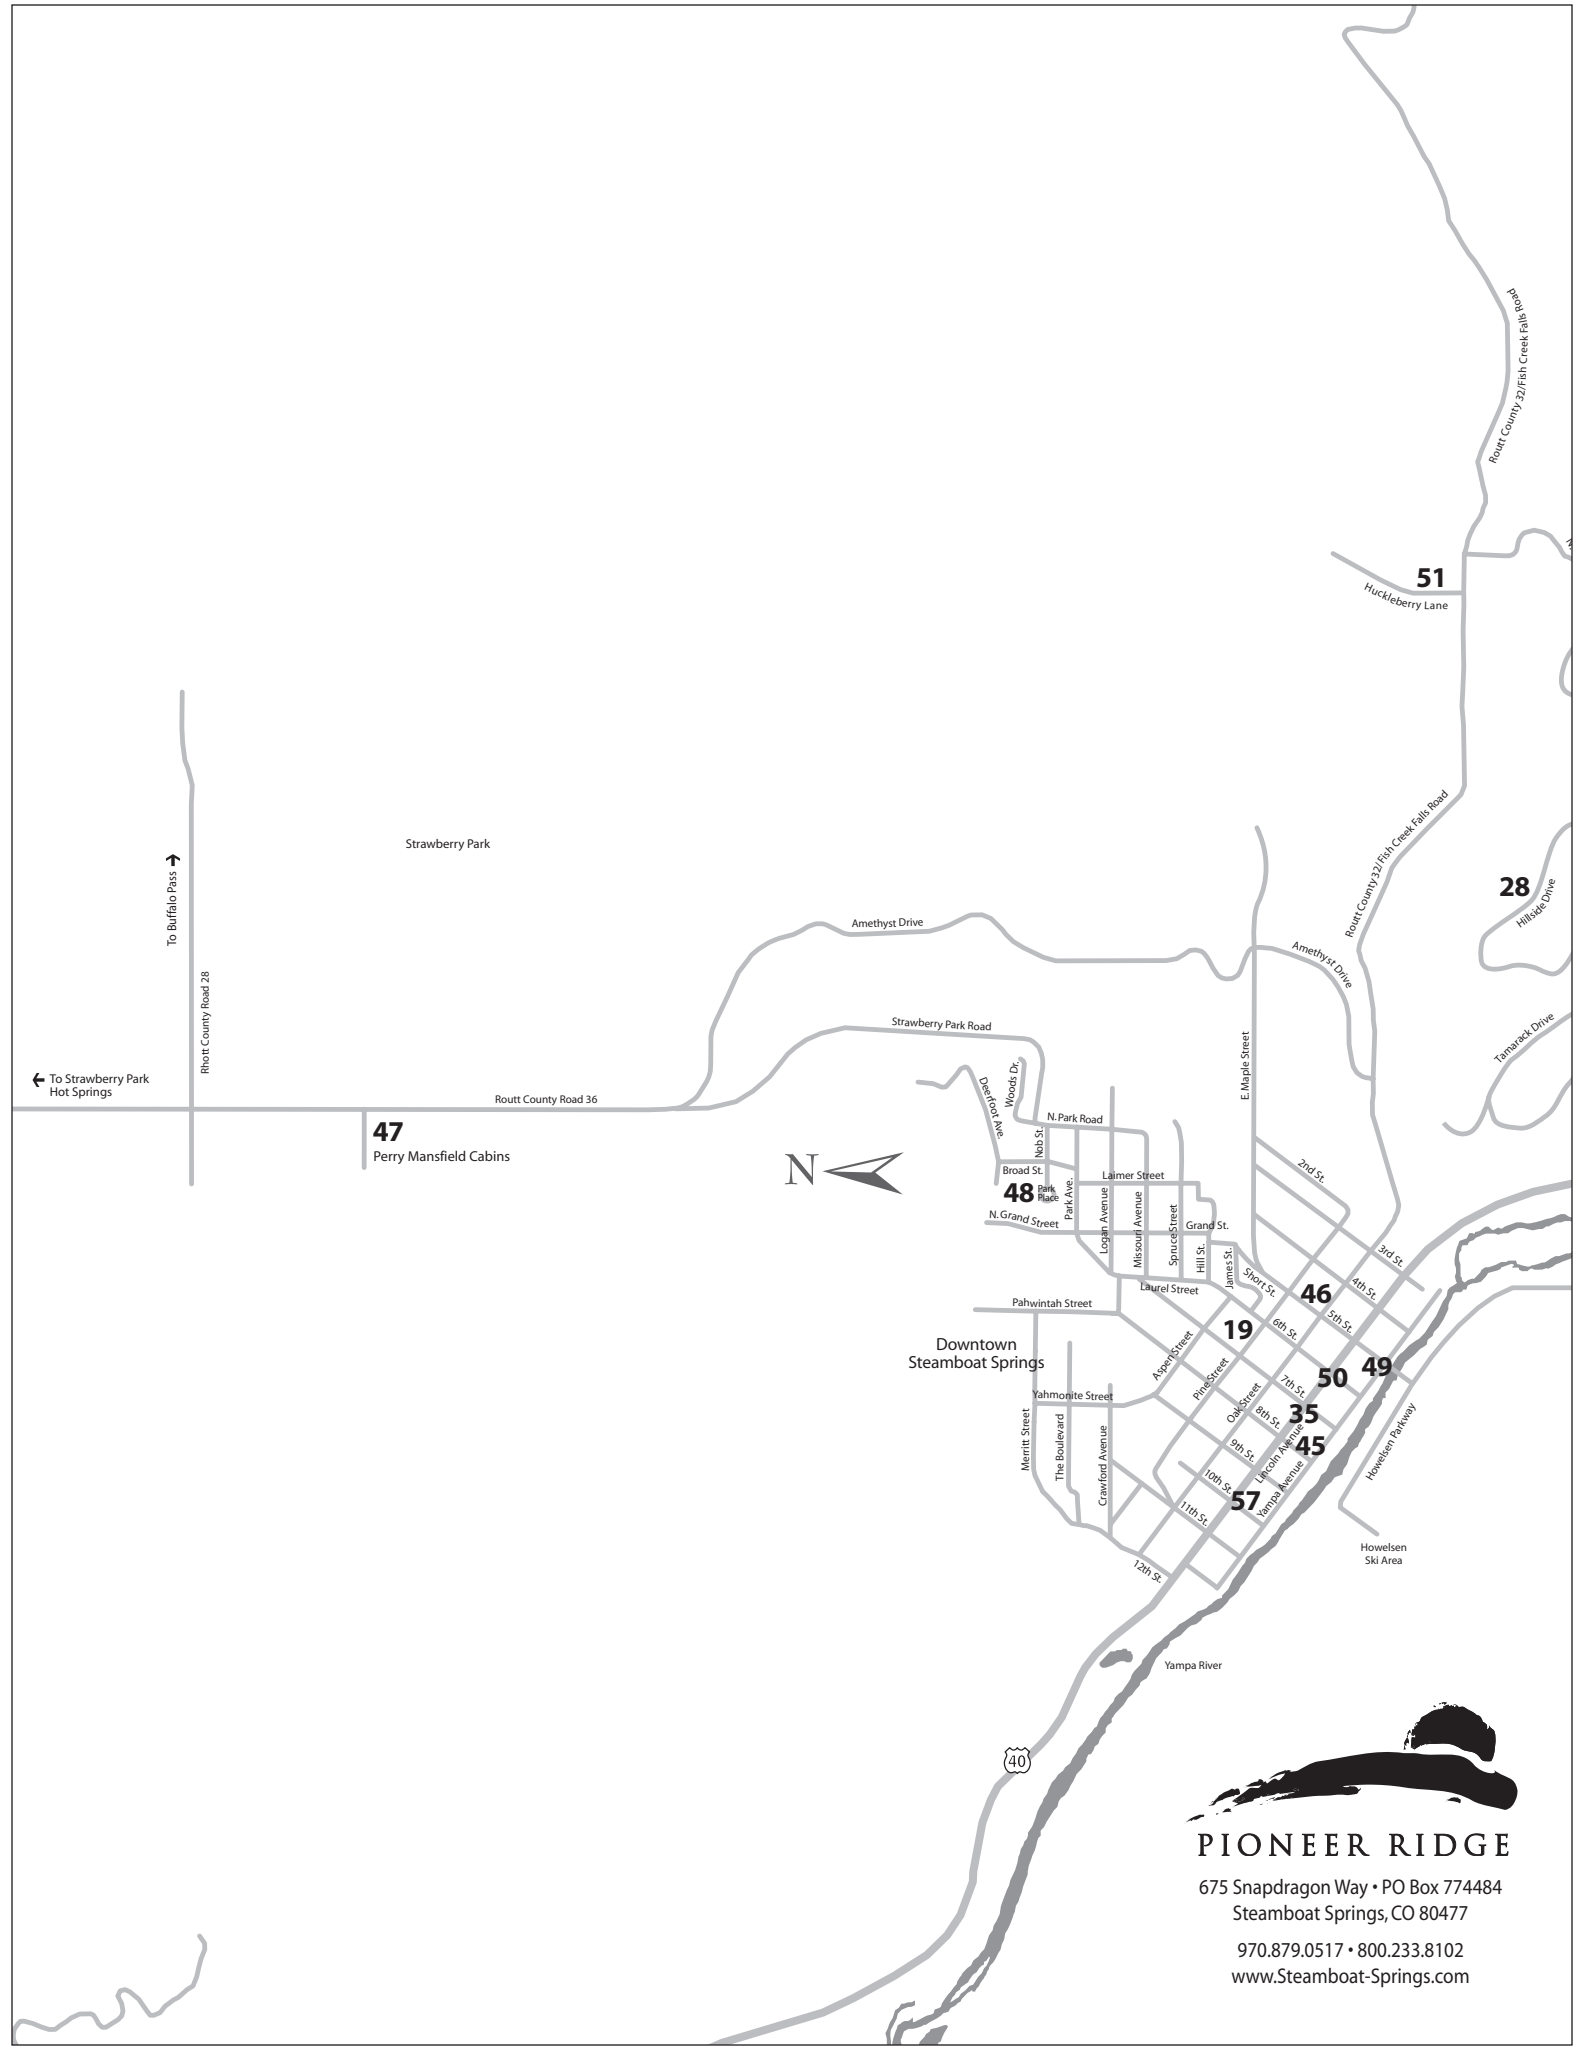 Routt County 32/Fish Creek Falls Road
51
Huckleberry Lane
Strawberry Park
To Buffalo Pass
Rhott County Road 28
To Strawberry Park
Hot Springs
Routt County Road 36
47
Perry Mansfield Cabins
Amethyst Drive
Routt County 32/ Fish Creek Falls Road
28
Hillside Drive
Amethyst Drive
Tamarack Drive
Strawberry Park Road
E.Maple Street
Deerfoot Ave.
Woods Dr.
N.Park Road
Nob St.
N
Broad St.
48
Park
Place
Park Ave.
Laimer Street
N. Grand Street
Logan Avenue
Missouri Avenue
Spruce Street
Grand St.
Hill St.
James St.
Short St.
Laurel Street
2nd St.
3rd St.
4th St.
5th St.
6th St.
7th St.
8th St.
9th St.
10th St.
11th St.
12th St.
46
19
49
50
35
45
57
Pahwintah Street
Downtown
Steamboat Springs
Yahmonite Street
Merritt Street
The Boulevard
Crawford Avenue
Aspen Street
Pine Street
Oak Street
Lincoln Avenue
Yampa Avenue
Howelsen Parkway
Howelsen
Ski Area
Yampa River
40
PIONEER RIDGE
675 Snapdragon Way • PO Box 774484
Steamboat Springs, CO 80477
970.879.0517 • 800.233.8102
www.Steamboat-Springs.com